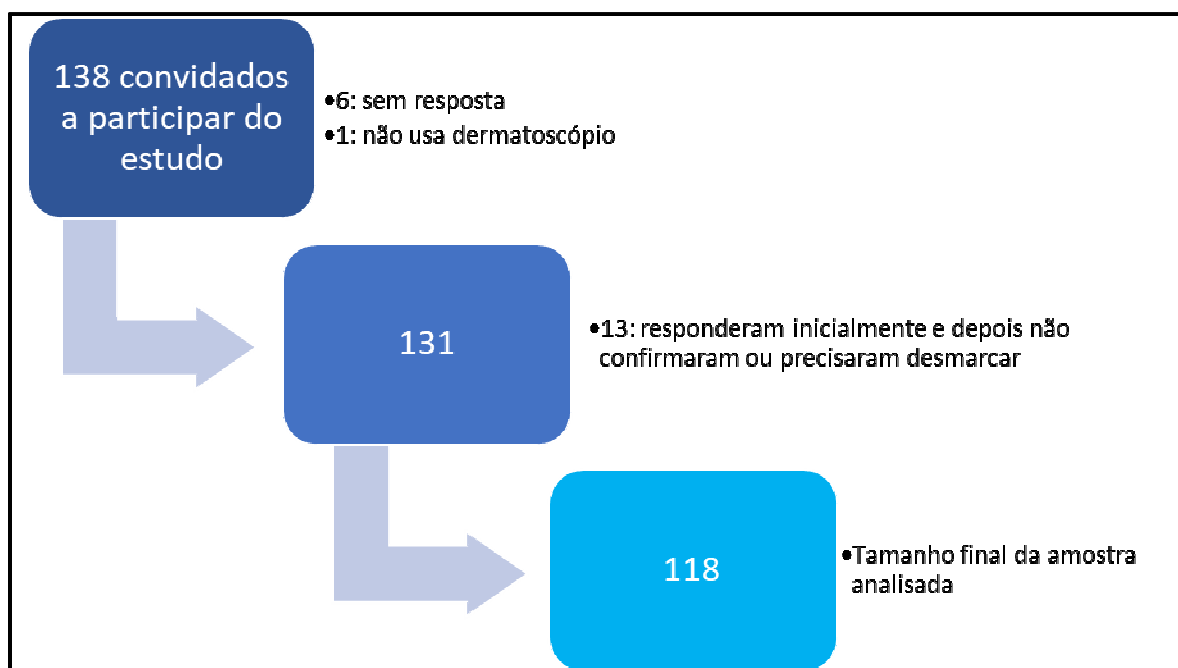 138 convidados
a participar do
estudo
•6: sem resposta
•1: não usa dermatoscópio
131
•13: responderam inicialmente e depois não
confirmaram ou precisaram desmarcar
118
•Tamanho final da amostra
analisada